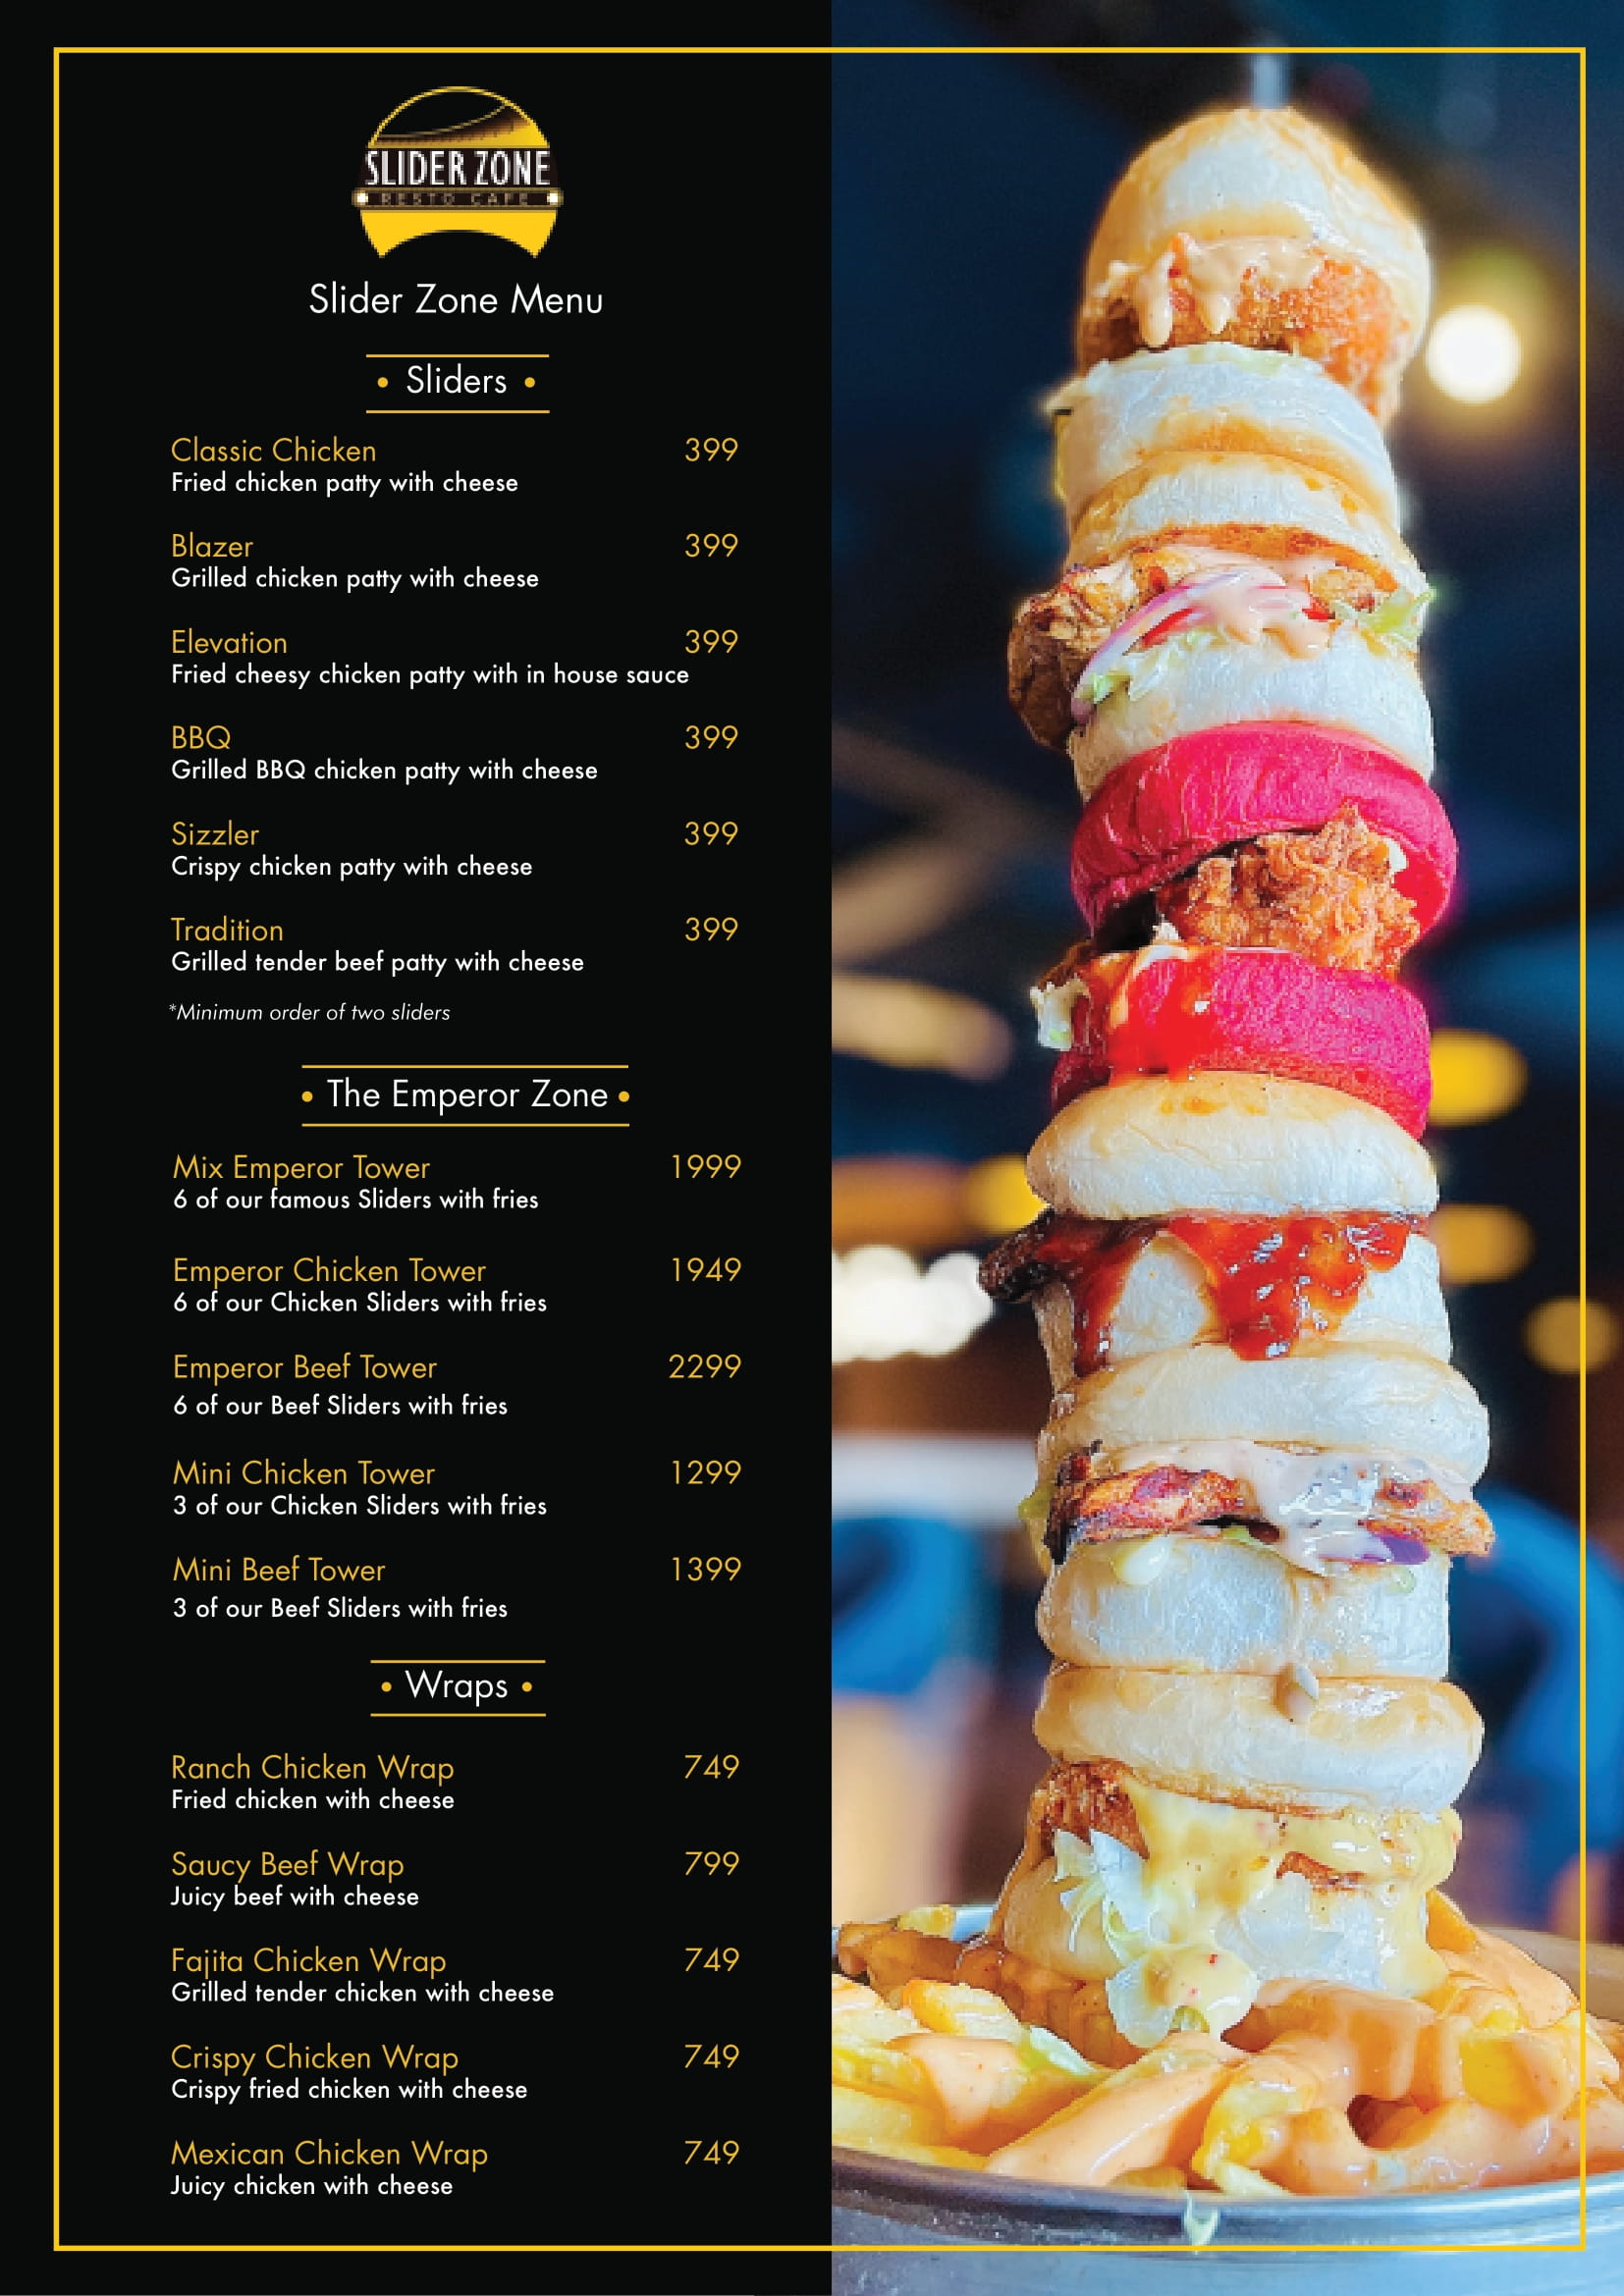 SLIDER ZONE
RESTO CAFE
Slider Zone Menu
• Sliders •
Classic Chicken 399
Fried chicken patty with cheese
Blazer 399
Grilled chicken patty with cheese
Elevation 399
Fried cheesy chicken patty with in house sauce
BBQ 399
Grilled BBQ chicken patty with cheese
Sizzler 399
Crispy chicken patty with cheese
Tradition 399
Grilled tender beef patty with cheese
*Minimum order of two sliders
• The Emperor Zone •
Mix Emperor Tower 1999
6 of our famous Sliders with fries
Emperor Chicken Tower 1949
6 of our Chicken Sliders with fries
Emperor Beef Tower 2299
6 of our Beef Sliders with fries
Mini Chicken Tower 1299
3 of our Chicken Sliders with fries
Mini Beef Tower 1399
3 of our Beef Sliders with fries
• Wraps •
Ranch Chicken Wrap 749
Fried chicken with cheese
Saucy Beef Wrap 799
Juicy beef with cheese
Fajita Chicken Wrap 749
Grilled tender chicken with cheese
Crispy Chicken Wrap 749
Crispy fried chicken with cheese
Mexican Chicken Wrap 749
Juicy chicken with cheese